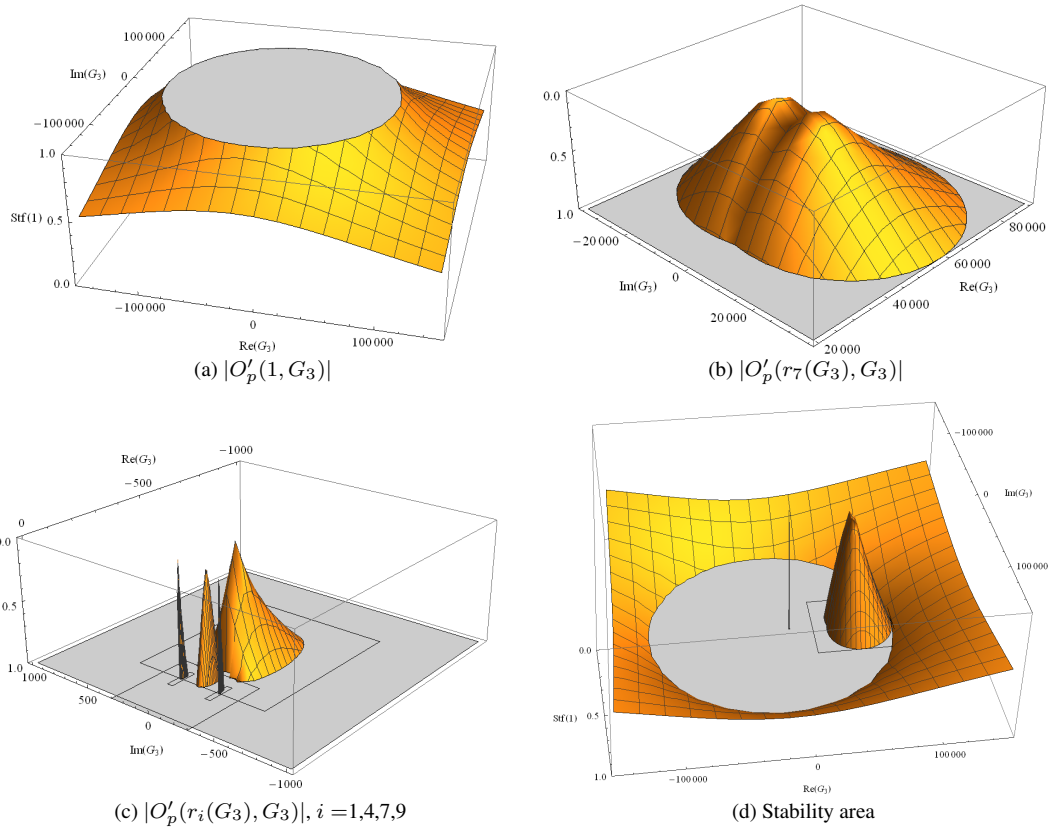 100 000
Im(G3)
0
−100 000
1.0
Stf(1)
0.5
0.0
−100 000
0
100 000
Re(G3)
(a) |O′p(1, G3)|
0.0
0.5
1.0
−20 000
Im(G3)
0
20 000
80 000
60 000
Re(G3)
40 000
20 000
(b) |O′p(r7(G3), G3)|
−1000
Re(G3)
−500
0
0.0
0.5
1.0
1000
500
0
Im(G3)
−500
−1000
(c) |O′p(ri(G3), G3)|, i =1,4,7,9
−100 000
0
Im(G3)
100 000
0.0
Stf(1)
0.5
1.0
−100 000
0
100 000
Re(G3)
(d) Stability area